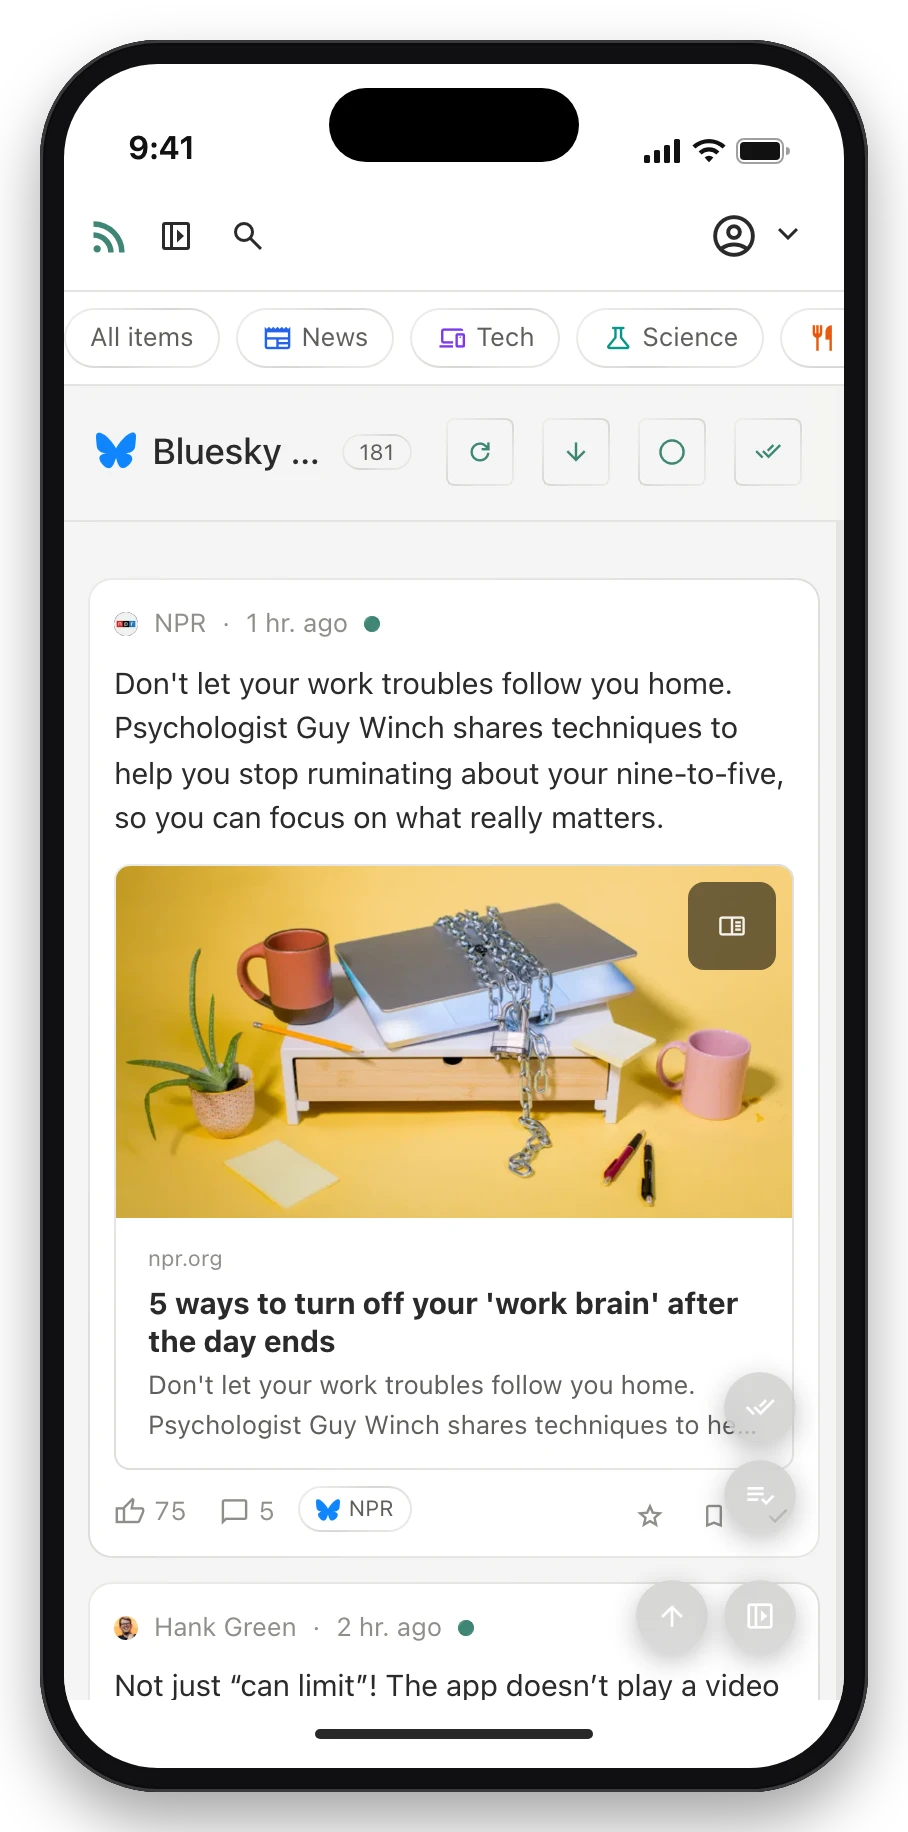 9:41
All items
News
Tech
Science
Bluesky ...
181
NPR · 1 hr. ago
Don't let your work troubles follow you home.
Psychologist Guy Winch shares techniques to
help you stop ruminating about your nine-to-five,
so you can focus on what really matters.
npr.org
5 ways to turn off your 'work brain' after
the day ends
Don't let your work troubles follow you home.
Psychologist Guy Winch shares techniques to he...
75
5
NPR
Hank Green · 2 hr. ago
Not just “can limit”! The app doesn’t play a video